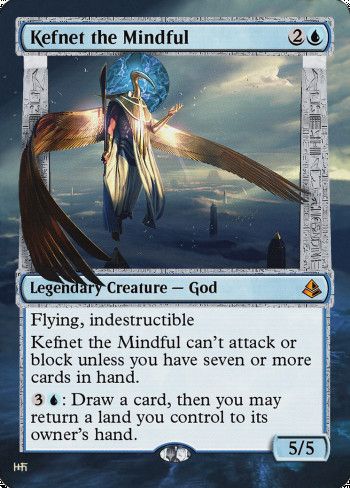 Kefnet the Mindful 2
Legendary Creature — God
Flying, indestructible
Kefnet the Mindful can't attack or
block unless you have seven or more
cards in hand.
3: Draw a card, then you may
return a land you control to its
owner's hand.
5/5